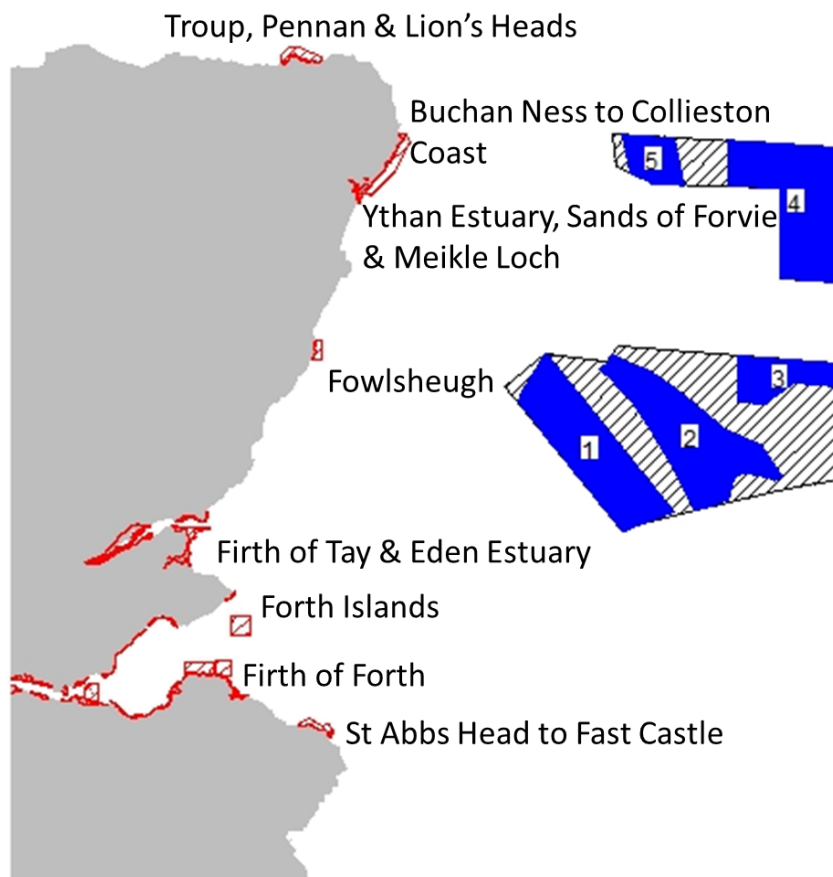 Troup, Pennan & Lion's Heads
Buchan Ness to Collieston
Coast
5
4
Ythan Estuary, Sands of Forvie
& Meikle Loch
Fowlsheugh
3
1
2
Firth of Tay & Eden Estuary
Forth Islands
Firth of Forth
St Abbs Head to Fast Castle